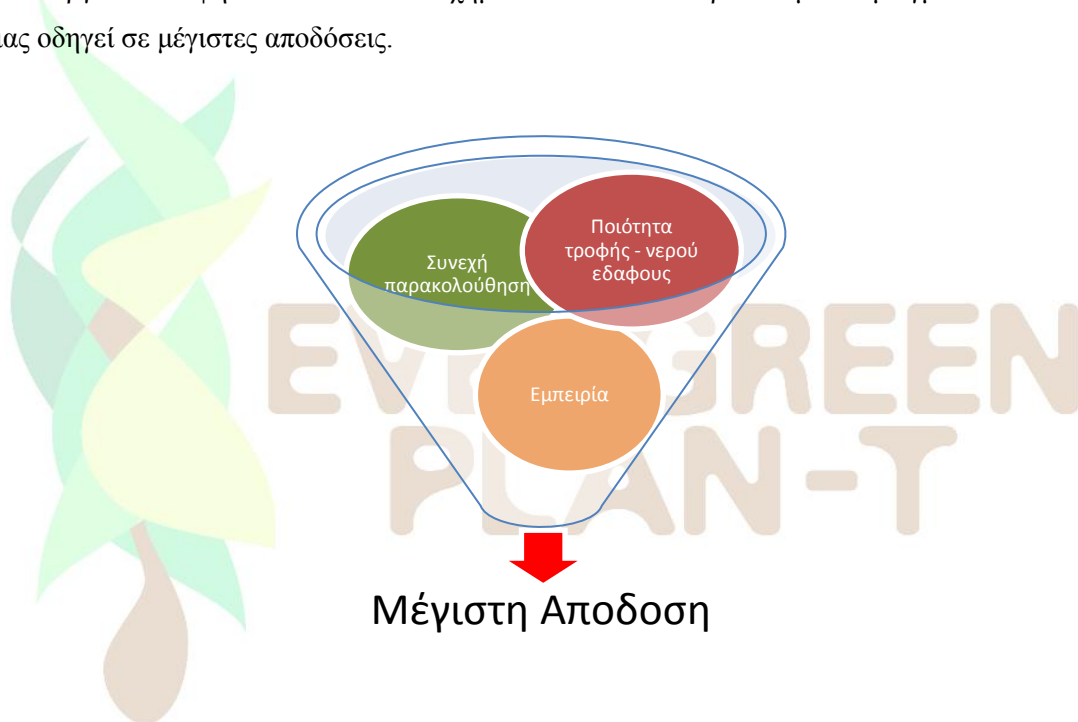 μας οδηγεί σε μέγιστες αποδόσεις.
Ποιότητα
τροφής - νερού
εδαφους
Συνεχή
παρακολούθηση
Εμπειρία
EVERGREEN
PLAN-T
Μέγιστη Αποδοση